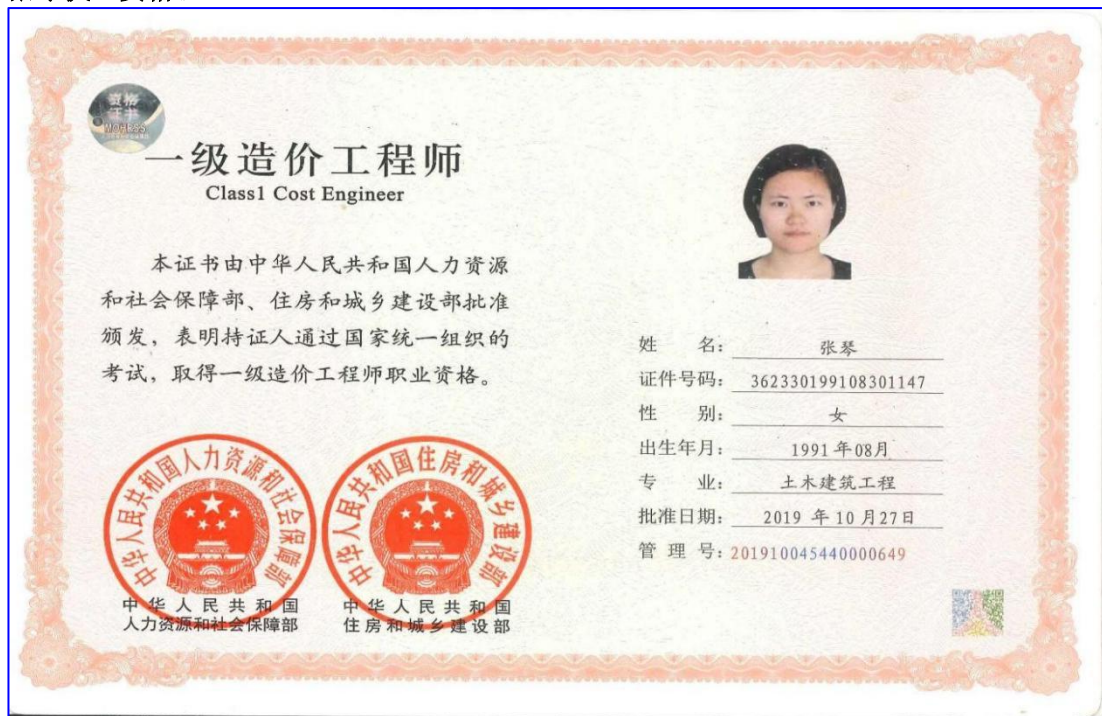 资格
证书
MOHRSS
一级造价工程师
Class1 Cost Engineer
本证书由中华人民共和国人力资源
和社会保障部、住房和城乡建设部批准
颁发，表明持证人通过国家统一组织的
考试，取得一级造价工程师职业资格。
中华人民共和国人力资源和社会保障部
中华人民共和国住房和城乡建设部
中华人民共和国
人力资源和社会保障部
中华人民共和国
住房和城乡建设部
姓 名：张琴
证件号码：362330199108301147
性 别：女
出生年月：1991年08月
专 业：土木建筑工程
批准日期：2019 年 10 月27日
管 理 号：201910045440000649